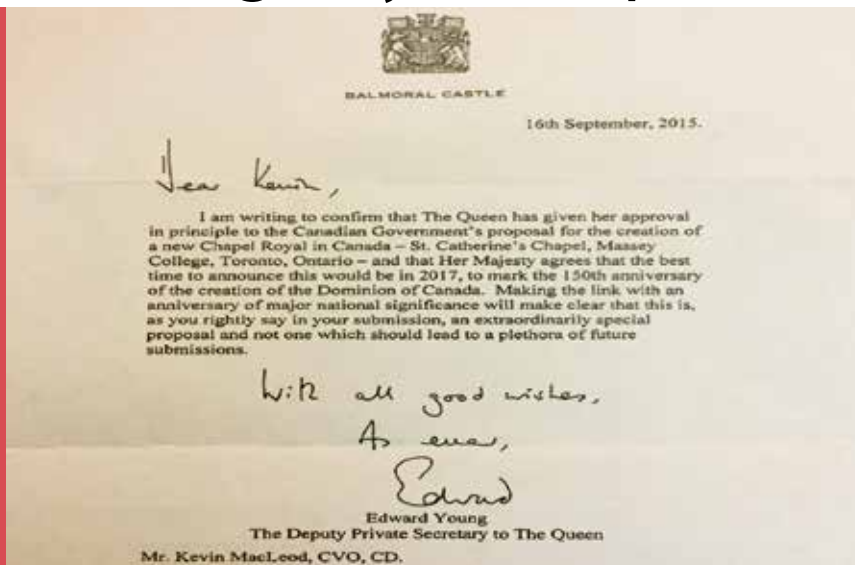 BALMORAL CASTLE
16th September, 2015.
Dear Kevin,
I am writing to confirm that The Queen has given her approval
in principle to the Canadian Government's proposal for the creation of
a new Chapel Royal in Canada – St. Catherine's Chapel, Massey
College, Toronto, Ontario – and that Her Majesty agrees that the best
time to announce this would be in 2017, to mark the 150th anniversary
of the creation of the Dominion of Canada. Making the link with an
anniversary of major national significance will make clear that this is,
as you rightly say in your submission, an extraordinarily special
proposal and not one which should lead to a plethora of future
submissions.
With all good wishes,
As ever,
Edward
Edward Young
The Deputy Private Secretary to The Queen
Mr. Kevin MacLeod, CVO, CD.